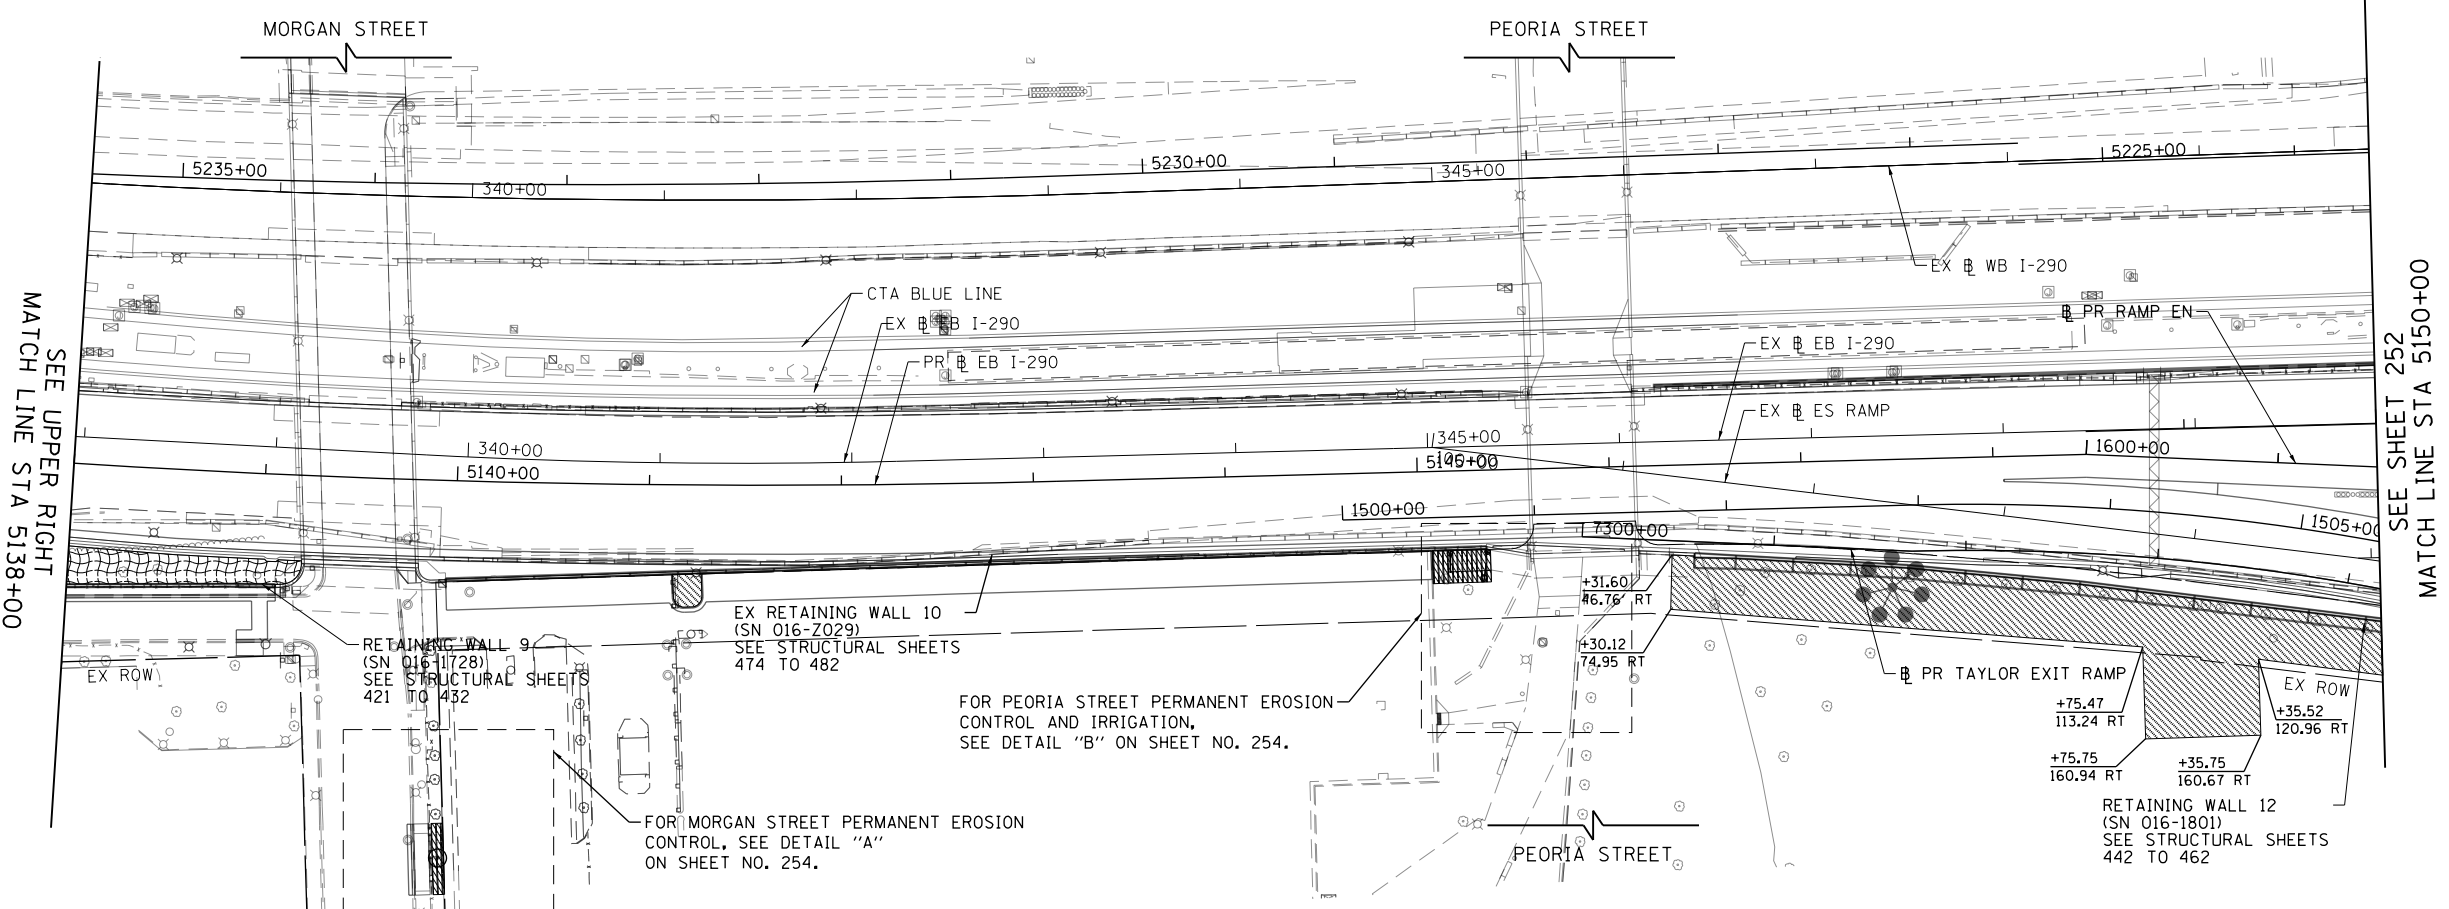 MORGAN STREET
PEORIA STREET
5235+00
340+00
5230+00
345+00
5225+00
SEE UPPER RIGHT
MATCH LINE STA 5138+00
CTA BLUE LINE
EX ℄ EB I-290
PR ℄ EB I-290
EX ℄ WB I-290
℄ PR RAMP EN
EX ℄ EB I-290
EX ℄ ES RAMP
SEE SHEET 252
MATCH LINE STA 5150+00
340+00
5140+00
345+00
5145+00
1600+00
1500+00
7300+00
1505+00
RETAINING WALL 9
(SN 016-1728)
SEE STRUCTURAL SHEETS
421 TO 432
EX ROW
EX RETAINING WALL 10
(SN 016-Z029)
SEE STRUCTURAL SHEETS
474 TO 482
+31.60
46.76' RT
+30.12
74.95 RT
FOR PEORIA STREET PERMANENT EROSION
CONTROL AND IRRIGATION,
SEE DETAIL "B" ON SHEET NO. 254.
℄ PR TAYLOR EXIT RAMP
EX ROW
+75.47
113.24 RT
+35.52
120.96 RT
+75.75
160.94 RT
+35.75
160.67 RT
FOR MORGAN STREET PERMANENT EROSION
CONTROL, SEE DETAIL "A"
ON SHEET NO. 254.
PEORIA STREET
RETAINING WALL 12
(SN 016-1801)
SEE STRUCTURAL SHEETS
442 TO 462